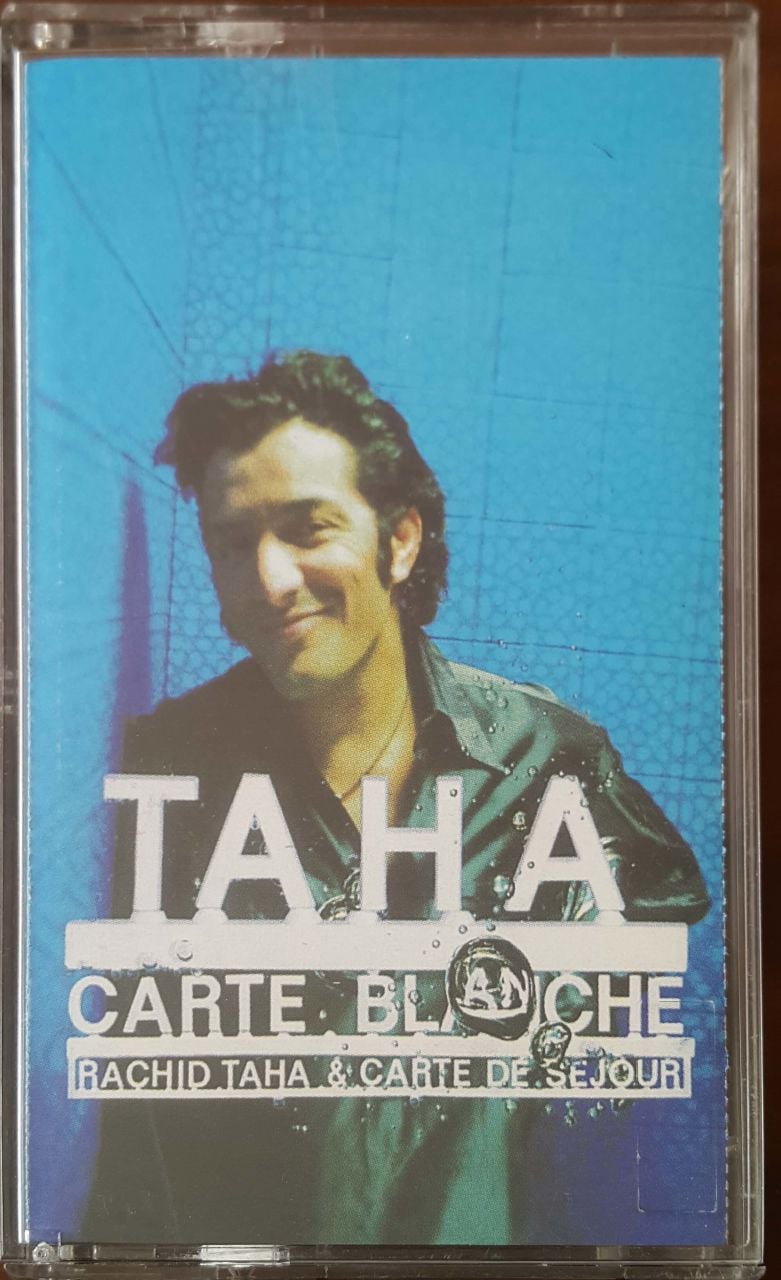 TAHA
CARTE BLANCHE
RACHID TAHA & CARTE DE SEJOUR